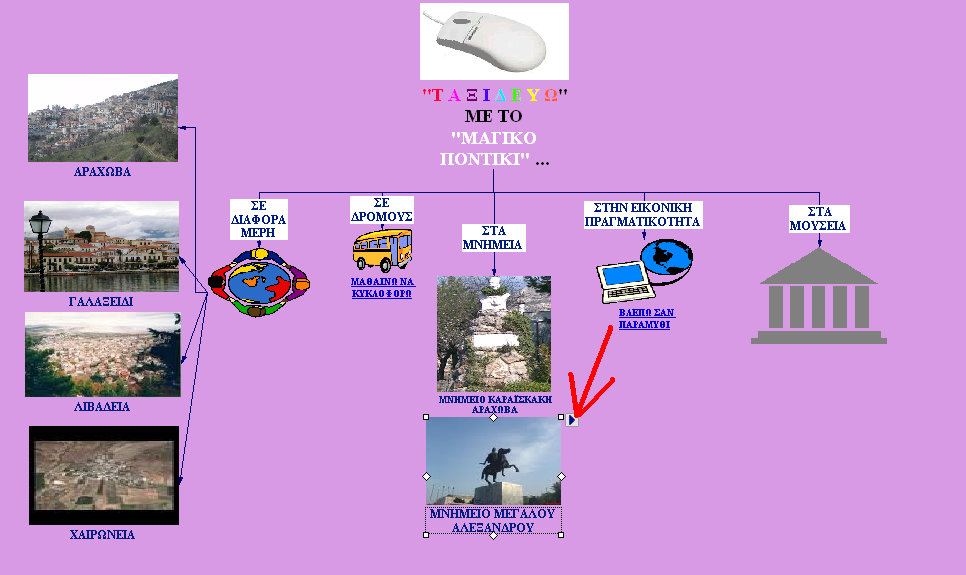 "ΤΑΞΙΔΕΥΩ"
ΜΕ ΤΟ
"ΜΑΓΙΚΟ
ΠΟΝΤΙΚΙ" ...
ΣΕ
ΔΙΑΦΟΡΑ
ΜΕΡΗ
ΣΕ
ΔΡΟΜΟΥΣ
ΣΤΑ
ΜΝΗΜΕΙΑ
ΣΤΗΝ ΕΙΚΟΝΙΚΗ
ΠΡΑΓΜΑΤΙΚΟΤΗΤΑ
ΣΤΑ
ΜΟΥΣΕΙΑ
ΑΡΑΧΩΒΑ
ΓΑΛΑΞΕΙΔΙ
ΛΙΒΑΔΕΙΑ
ΧΑΙΡΩΝΕΙΑ
ΜΑΘΑΙΝΩ ΝΑ
ΚΥΚΛΟΦΟΡΩ
ΜΝΗΜΕΙΟ ΚΑΡΑΪΣΚΑΚΗ
ΑΡΑΧΩΒΑ
ΜΝΗΜΕΙΟ ΜΕΓΑΛΟΥ
ΑΛΕΞΑΝΔΡΟΥ
ΒΛΕΠΩ ΣΑΝ
ΠΑΡΑΜΥΘΙ